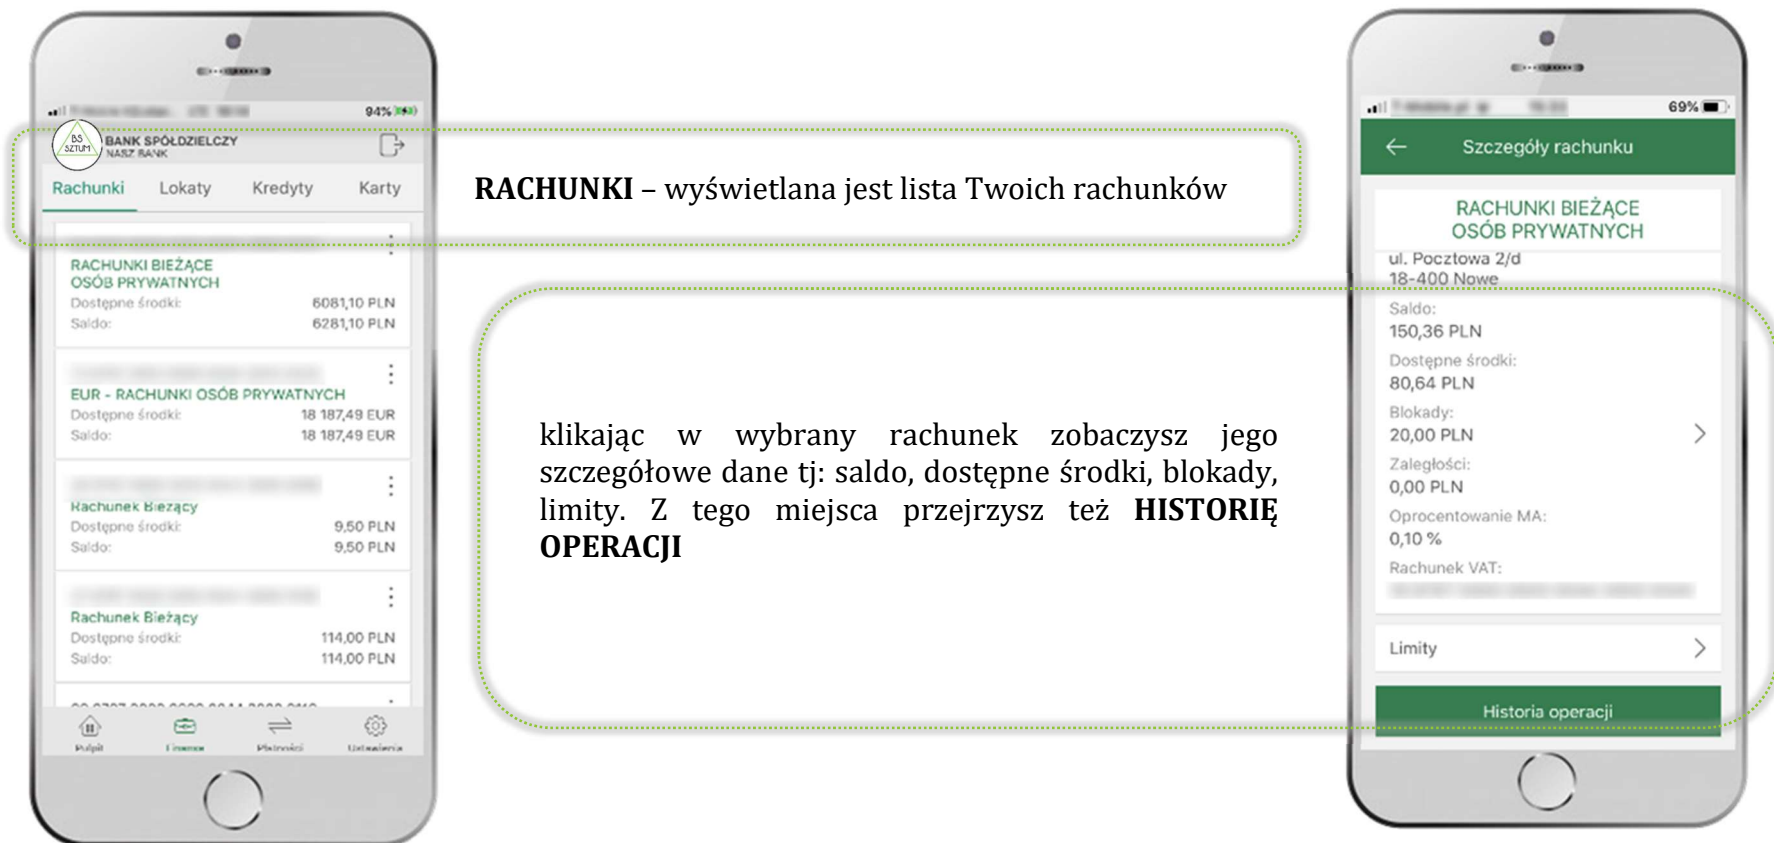 94%
BS
SZTUM
BANK SPÓŁDZIELCZY
NASZ BANK
Rachunki Lokaty Kredyty Karty
RACHUNKI BIEŻĄCE
OSÓB PRYWATNYCH
Dostępne środki: 6081,10 PLN
Saldo: 6281,10 PLN
EUR - RACHUNKI OSÓB PRYWATNYCH
Dostępne środki: 18 187,49 EUR
Saldo: 18 187,49 EUR
Rachunek Bieżący
Dostępne środki: 9,50 PLN
Saldo: 9,50 PLN
Rachunek Bieżący
Dostępne środki: 114,00 PLN
Saldo: 114,00 PLN
Pulpit Finanse Płatności Ustawienia
RACHUNKI – wyświetlana jest lista Twoich rachunków
klikając w wybrany rachunek zobaczysz jego
szczegółowe dane tj: saldo, dostępne środki, blokady,
limity. Z tego miejsca przejrzysz też HISTORIĘ
OPERACJI
69%
Szczegóły rachunku
RACHUNKI BIEŻĄCE
OSÓB PRYWATNYCH
ul. Pocztowa 2/d
18-400 Nowe
Saldo:
150,36 PLN
Dostępne środki:
80,64 PLN
Blokady:
20,00 PLN
Zaległości:
0,00 PLN
Oprocentowanie MA:
0,10 %
Rachunek VAT:
Limity
Historia operacji